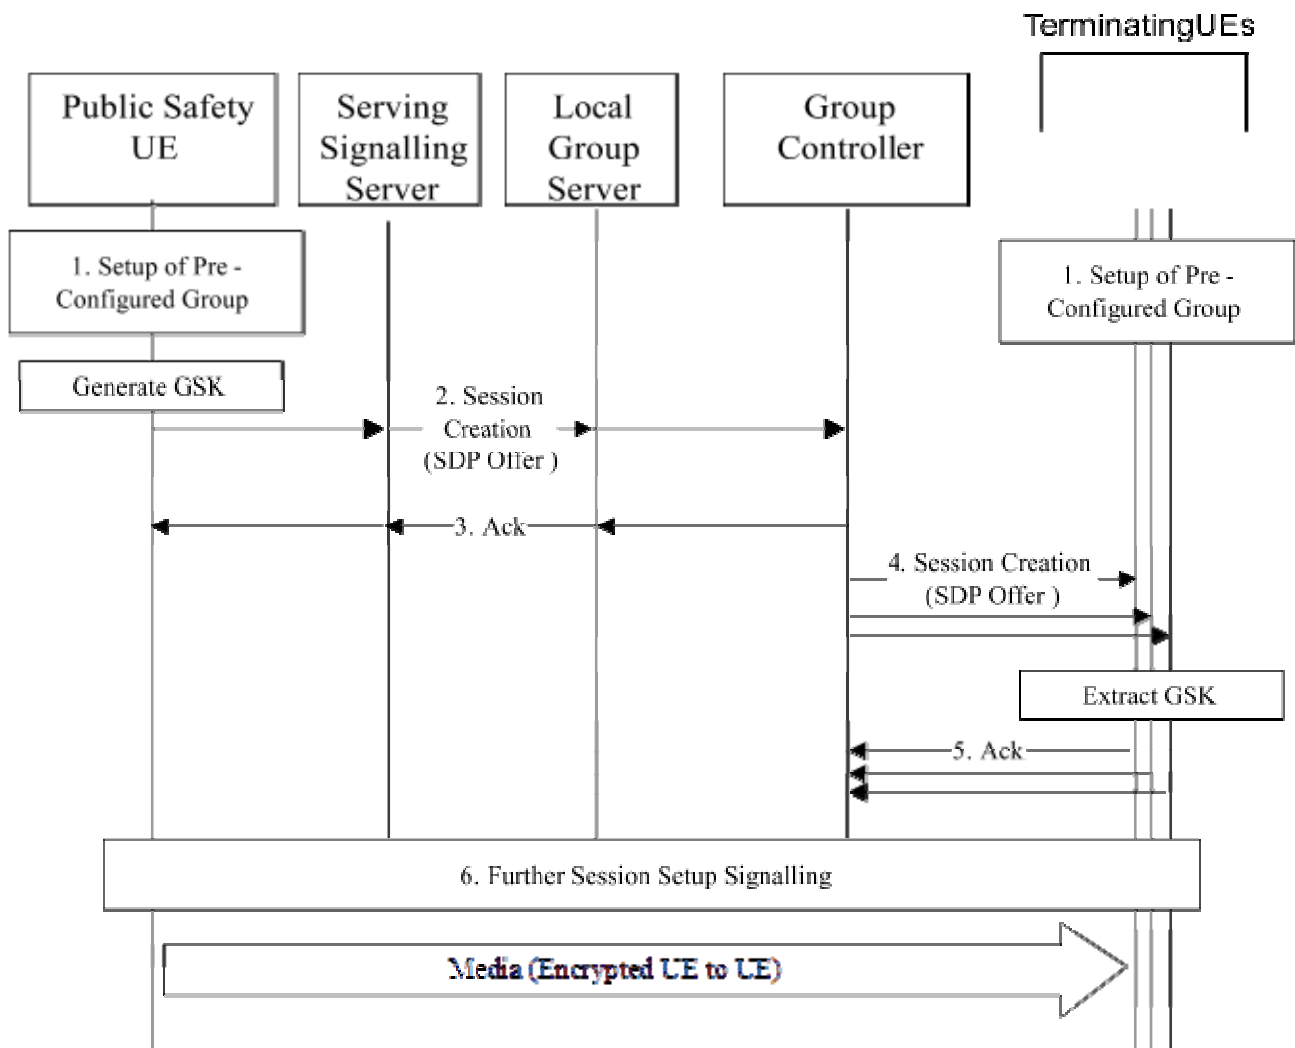 TerminatingUEs
Public Safety
UE
Serving
Signalling
Server
Local
Group
Server
Group
Controller
1. Setup of Pre -
Configured Group
1. Setup of Pre -
Configured Group
Generate GSK
2. Session
Creation
(SDP Offer )
3. Ack
4. Session Creation
(SDP Offer )
Extract GSK
5. Ack
6. Further Session Setup Signalling
Media (Encrypted UE to UE)